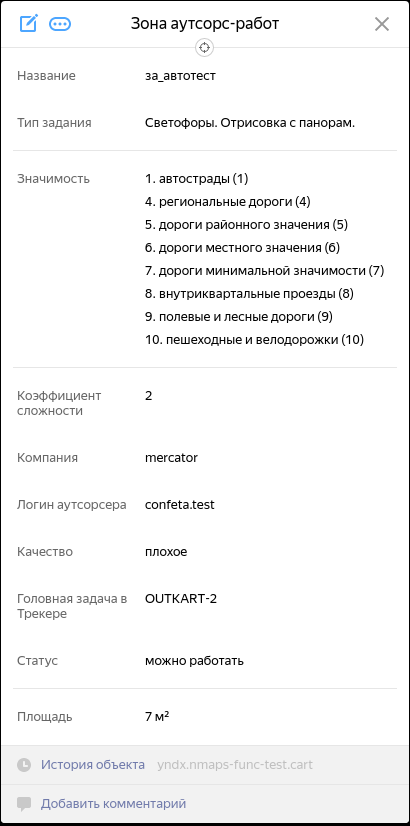 Зона аутсорс-работ
Название за_автотест
Тип задания Светофоры. Отрисовка с панорам.
Значимость 1. автострады (1)
4. региональные дороги (4)
5. дороги районного значения (5)
6. дороги местного значения (6)
7. дороги минимальной значимости (7)
8. внутриквартальные проезды (8)
9. полевые и лесные дороги (9)
10. пешеходные и велодорожки (10)
Коэффициент 2
сложности
Компания mercator
Логин аутсорсера confeta.test
Качество плохое
Головная задача в OUTKART-2
Трекере
Статус можно работать
Площадь 7 м²
История объекта yndx.nmaps-func-test.cart
Добавить комментарий